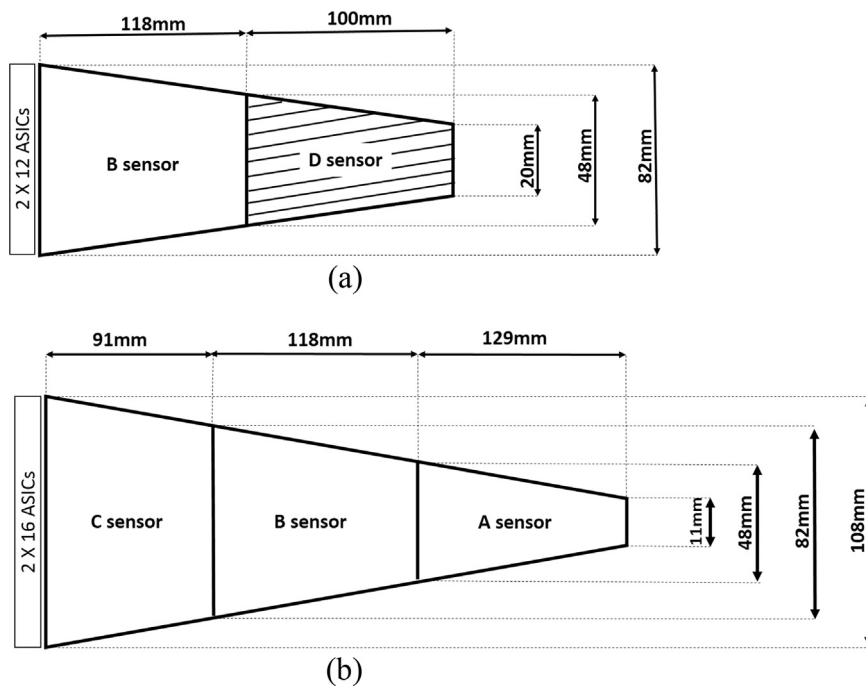 118mm
100mm
2 X 12 ASICs
B sensor
D sensor
20mm
48mm
82mm
(a)
91mm
118mm
129mm
2 X 16 ASICs
C sensor
B sensor
A sensor
11mm
48mm
82mm
108mm
(b)